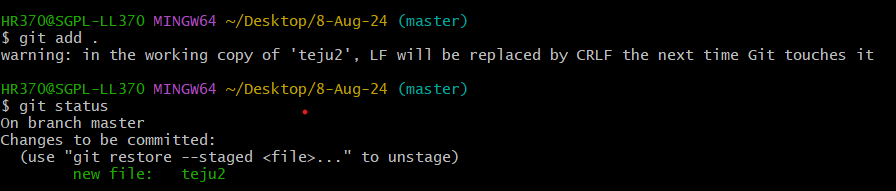 HR370@SGPL-LL370 MINGW64 ~/Desktop/8-Aug-24 (master)
$ git add .
warning: in the working copy of 'teju2', LF will be replaced by CRLF the next time Git touches it
HR370@SGPL-LL370 MINGW64 ~/Desktop/8-Aug-24 (master)
$ git status
On branch master
Changes to be committed:
  (use "git restore --staged <file>..." to unstage)
        new file:   teju2